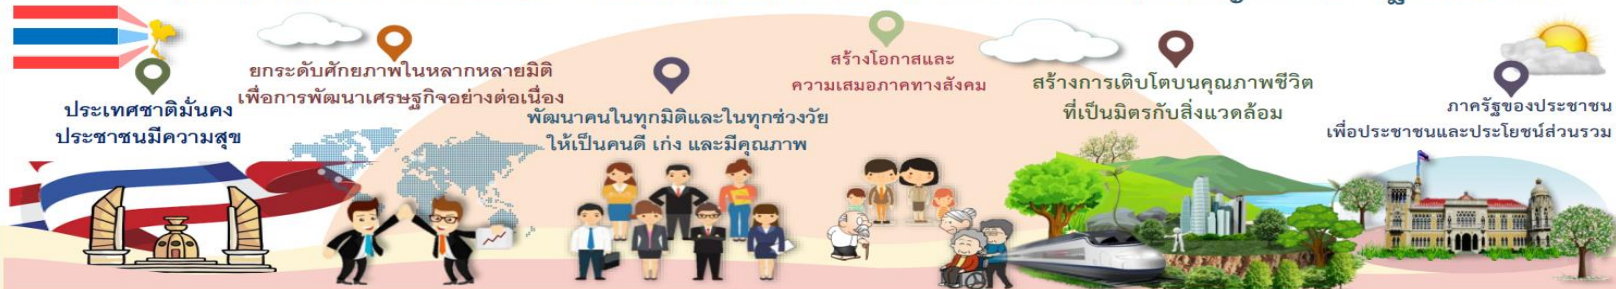 ประเทศชาติมั่นคง
ประชาชนมีความสุข
ยกระดับศักยภาพในหลากหลายมิติ
เพื่อการพัฒนาเศรษฐกิจอย่างต่อเนื่อง
พัฒนาคนในทุกมิติและในทุกช่วงวัย
ให้เป็นคนดี เก่ง และมีคุณภาพ
สร้างโอกาสและ
ความเสมอภาคทางสังคม
สร้างการเติบโตบนคุณภาพชีวิต
ที่เป็นมิตรกับสิ่งแวดล้อม
ภาครัฐของประชาชน
เพื่อประชาชนและประโยชน์ส่วนรวม